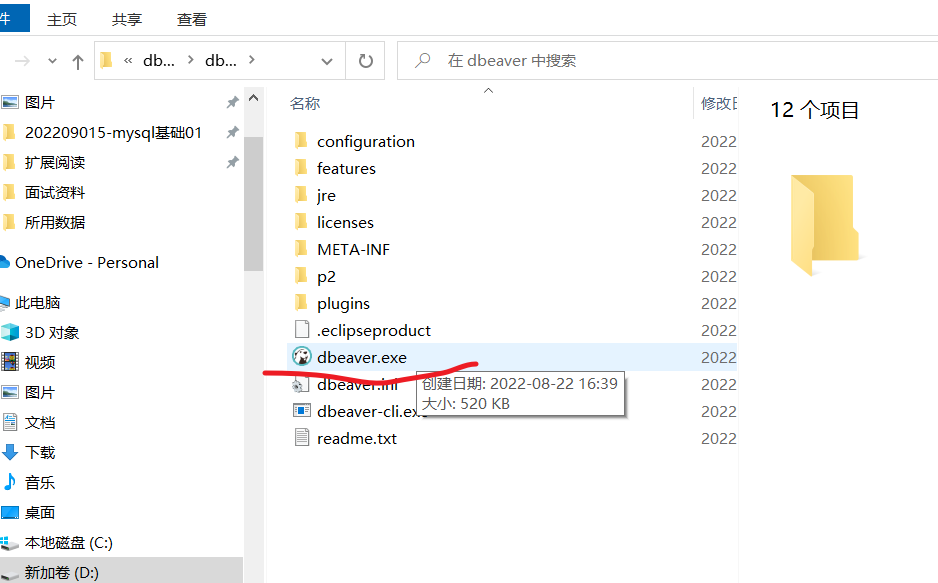 件 主页 共享 查看
« db... db... 在 dbeaver 中搜索
图片
202209015-mysql基础01
扩展阅读
面试资料
所用数据
OneDrive - Personal
此电脑
3D 对象
视频
图片
文档
下载
音乐
桌面
本地磁盘 (C:)
新加卷 (D:)
名称 修改日
configuration 2022
features 2022
jre 2022
licenses 2022
META-INF 2022
p2 2022
plugins 2022
.eclipseproduct 2022
dbeaver.exe 2022
dbeaver.ini 2022
dbeaver-cli.exe 2022
readme.txt 2022
创建日期: 2022-08-22 16:39
大小: 520 KB
12 个项目